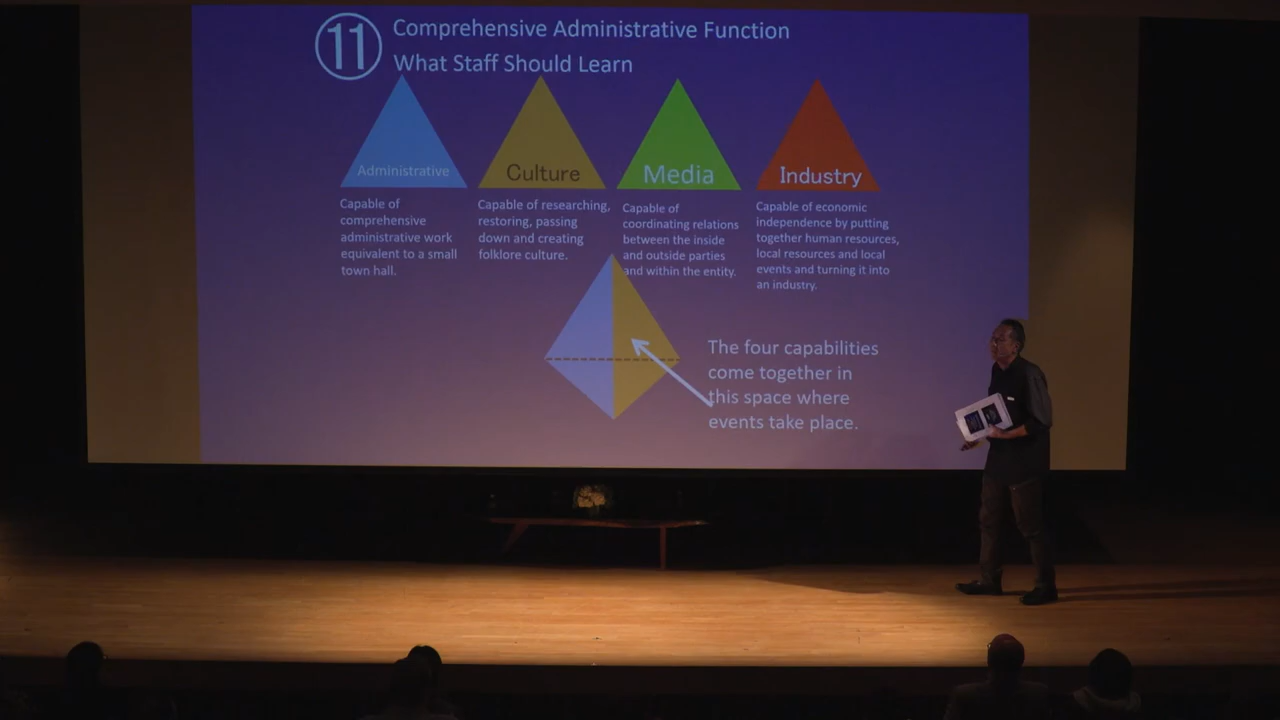 11
Comprehensive Administrative Function
What Staff Should Learn
Administrative
Capable of
comprehensive
administrative work
equivalent to a small
town hall.
Culture
Capable of researching,
restoring, passing
down and creating
folklore culture.
Media
Capable of
coordinating relations
between the inside
and outside parties
and within the entity.
Industry
Capable of economic
independence by putting
together human resources,
local resources and local
events and turning it into
an industry.
The four capabilities
come together in
this space where
events take place.